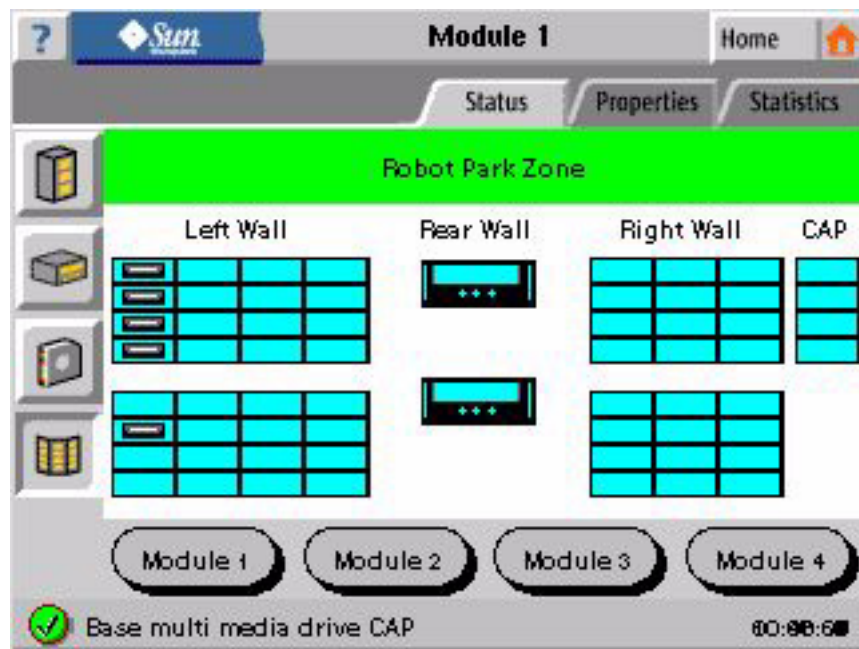 ?
Sun
Module 1
Home
Status
Properties
Statistics
Robot Park Zone
Left Wall
Rear Wall
Right Wall
CAP
Module 1
Module 2
Module 3
Module 4
Base multi media drive CAP